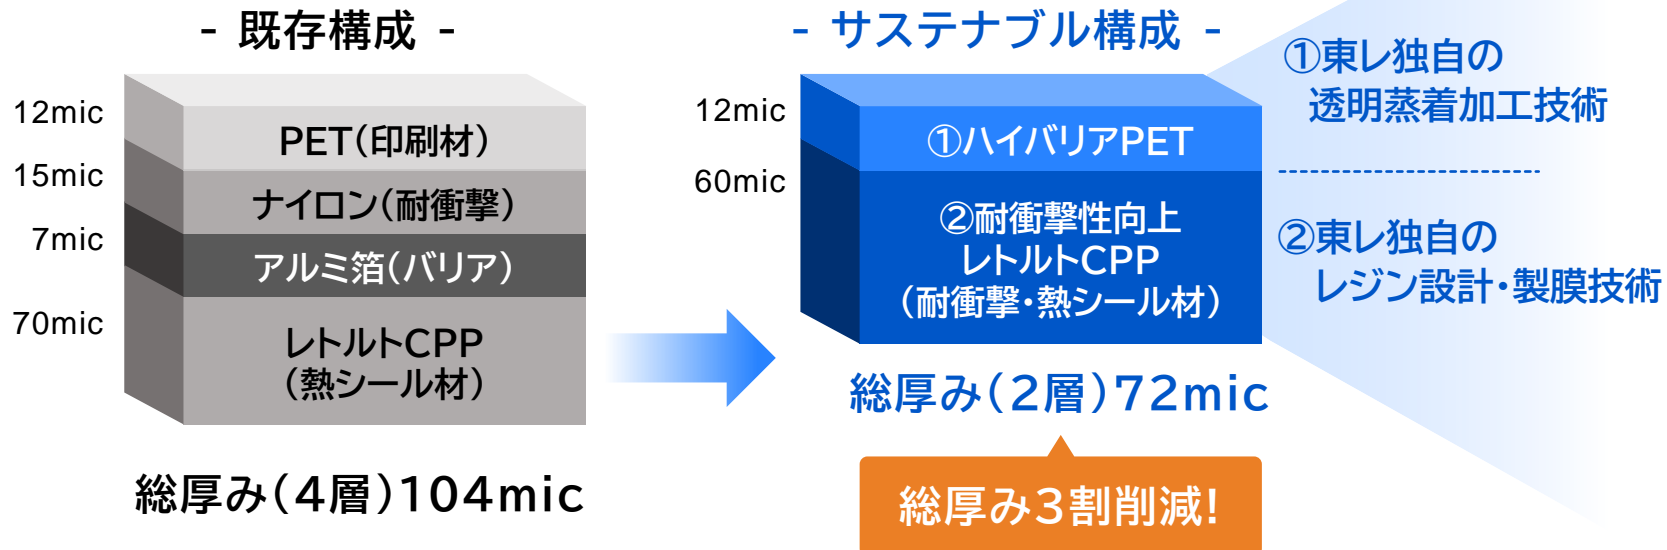 - 既存構成 -
12mic
15mic
7mic
70mic
PET(印刷材)
ナイロン(耐衝撃)
アルミ箔(バリア)
レトルトCPP
(熱シール材)
総厚み(4層)104mic
- サステナブル構成 -
12mic
60mic
①ハイバリアPET
②耐衝撃性向上
レトルトCPP
(耐衝撃・熱シール材)
総厚み(2層)72mic
総厚み3割削減!
①東レ独自の
透明蒸着加工技術
②東レ独自の
レジン設計・製膜技術